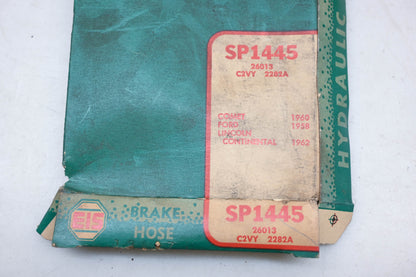 SP1445
26013
C2VY 2282A
COMET 1960
FORD 1958
LINCOLN
CONTINENTAL 1962
HYDRAULIC
EIS
BRAKE
HOSE
SP1445
26013
C2VY 2282A